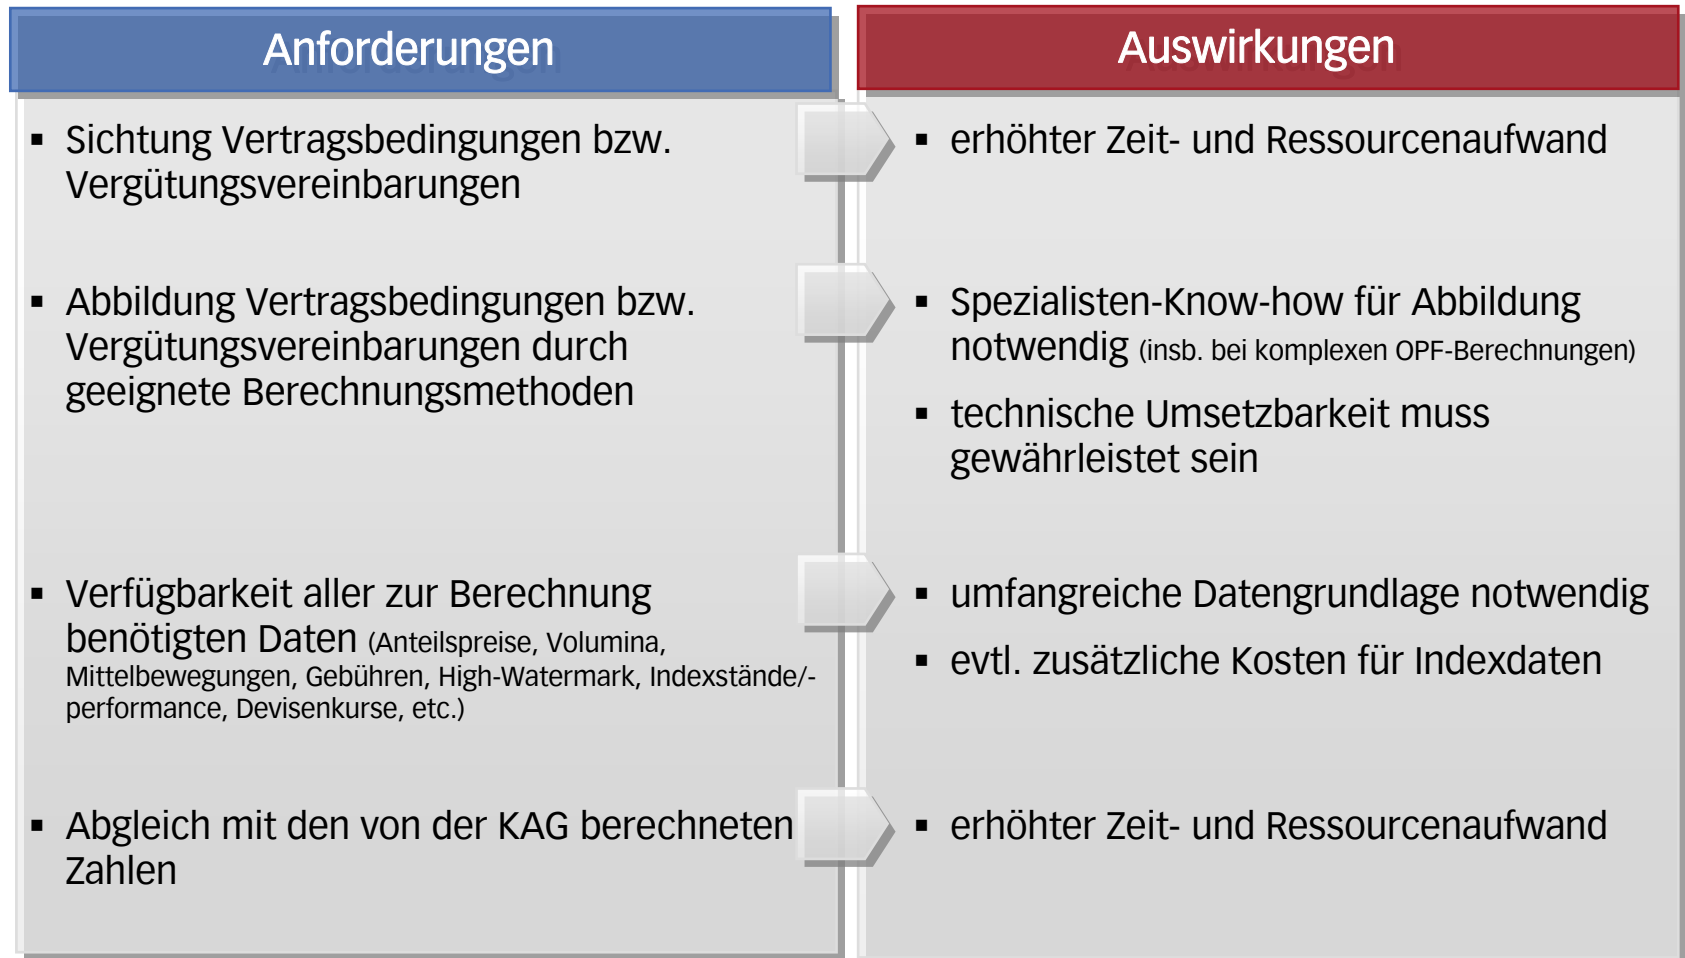 Anforderungen
Auswirkungen
▪ Sichtung Vertragsbedingungen bzw.
Vergütungsvereinbarungen
▪ erhöhter Zeit- und Ressourcenaufwand
▪ Abbildung Vertragsbedingungen bzw.
Vergütungsvereinbarungen durch
geeignete Berechnungsmethoden
▪ Spezialisten-Know-how für Abbildung
notwendig (insb. bei komplexen OPF-Berechnungen)
▪ technische Umsetzbarkeit muss
gewährleistet sein
▪ Verfügbarkeit aller zur Berechnung
benötigten Daten (Anteilspreise, Volumina,
Mittelbewegungen, Gebühren, High-Watermark, Indexstände/-
performance, Devisenkurse, etc.)
▪ umfangreiche Datengrundlage notwendig
▪ evtl. zusätzliche Kosten für Indexdaten
▪ Abgleich mit den von der KAG berechneten
Zahlen
▪ erhöhter Zeit- und Ressourcenaufwand